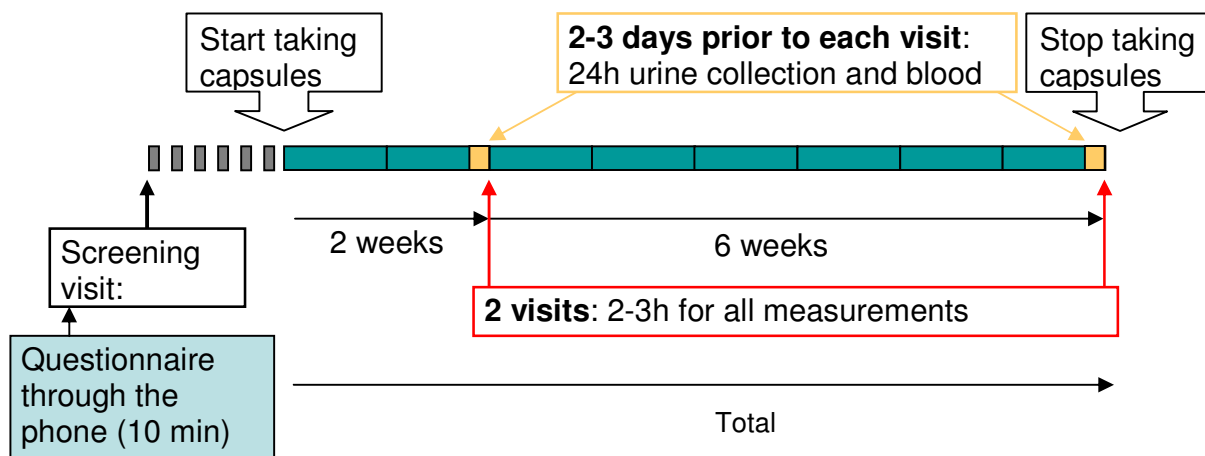 Start taking
capsules
2-3 days prior to each visit:
24h urine collection and blood
Stop taking
capsules
2 weeks
6 weeks
Screening
visit:
2 visits: 2-3h for all measurements
Questionnaire
through the
phone (10 min)
Total